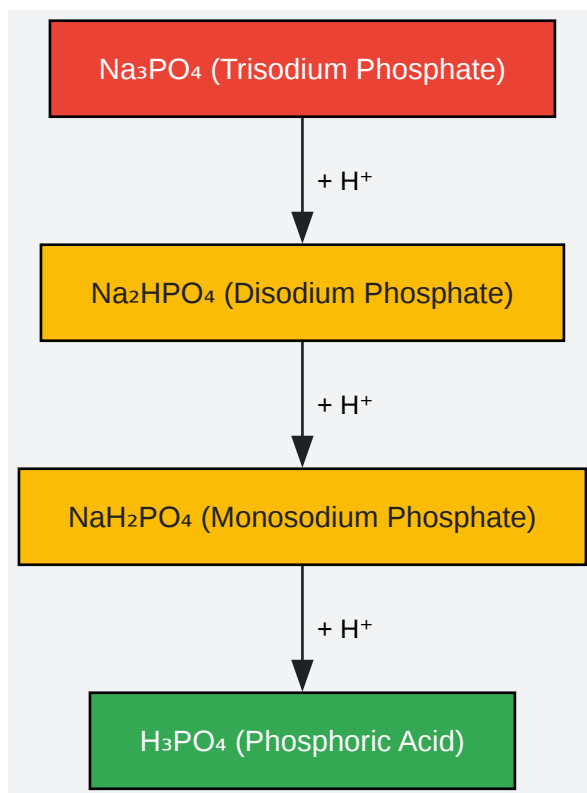 Na₃PO₄ (Trisodium Phosphate)
+ H⁺
Na₂HPO₄ (Disodium Phosphate)
+ H⁺
NaH₂PO₄ (Monosodium Phosphate)
+ H⁺
H₃PO₄ (Phosphoric Acid)